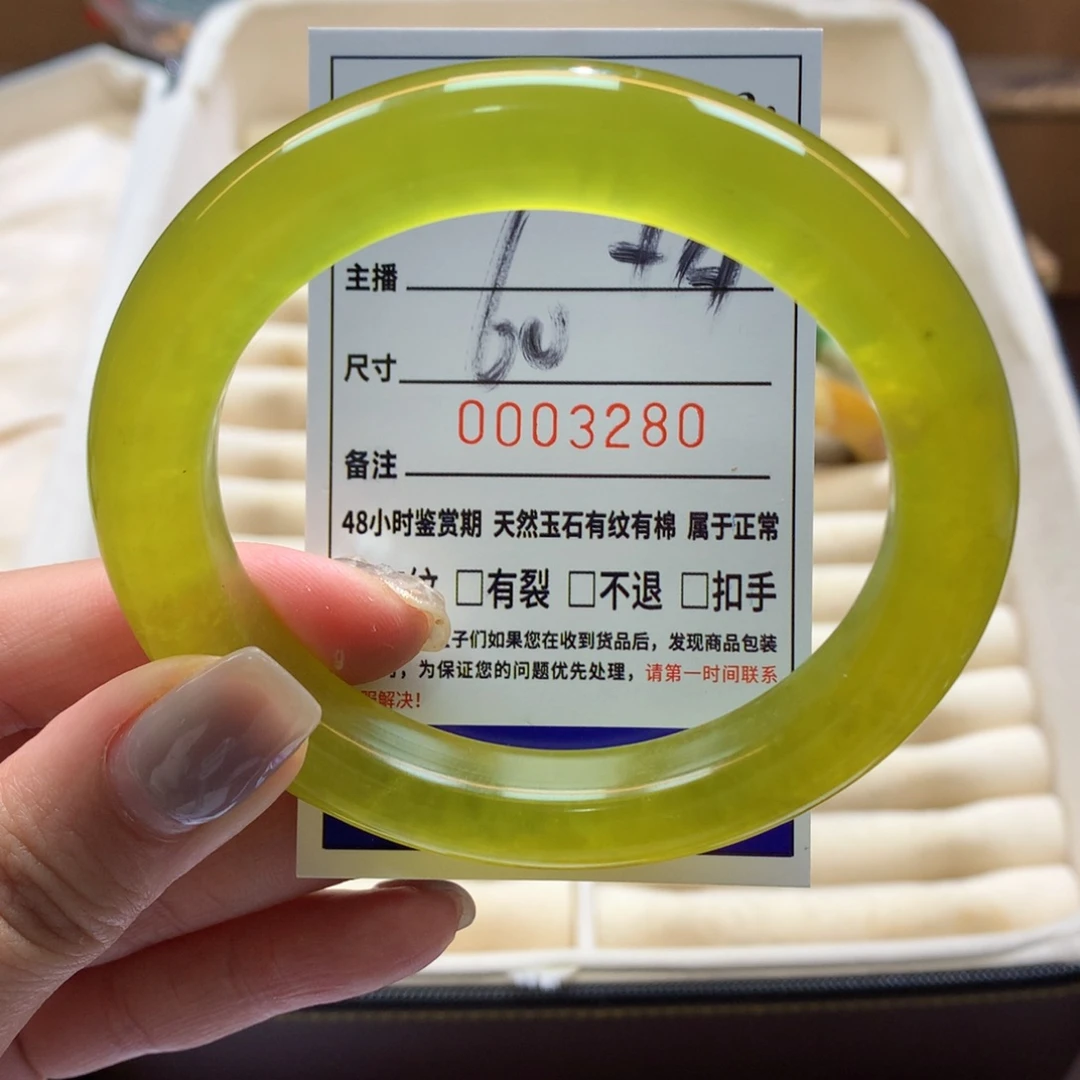 主播
尺寸 60
0003280
备注
48小时鉴赏期 天然玉石有纹有棉 属于正常
纹 □有裂 □不退 □扣手
子们如果您在收到货品后，发现商品包装
，为保证您的问题优先处理，请第一时间联系
解决！